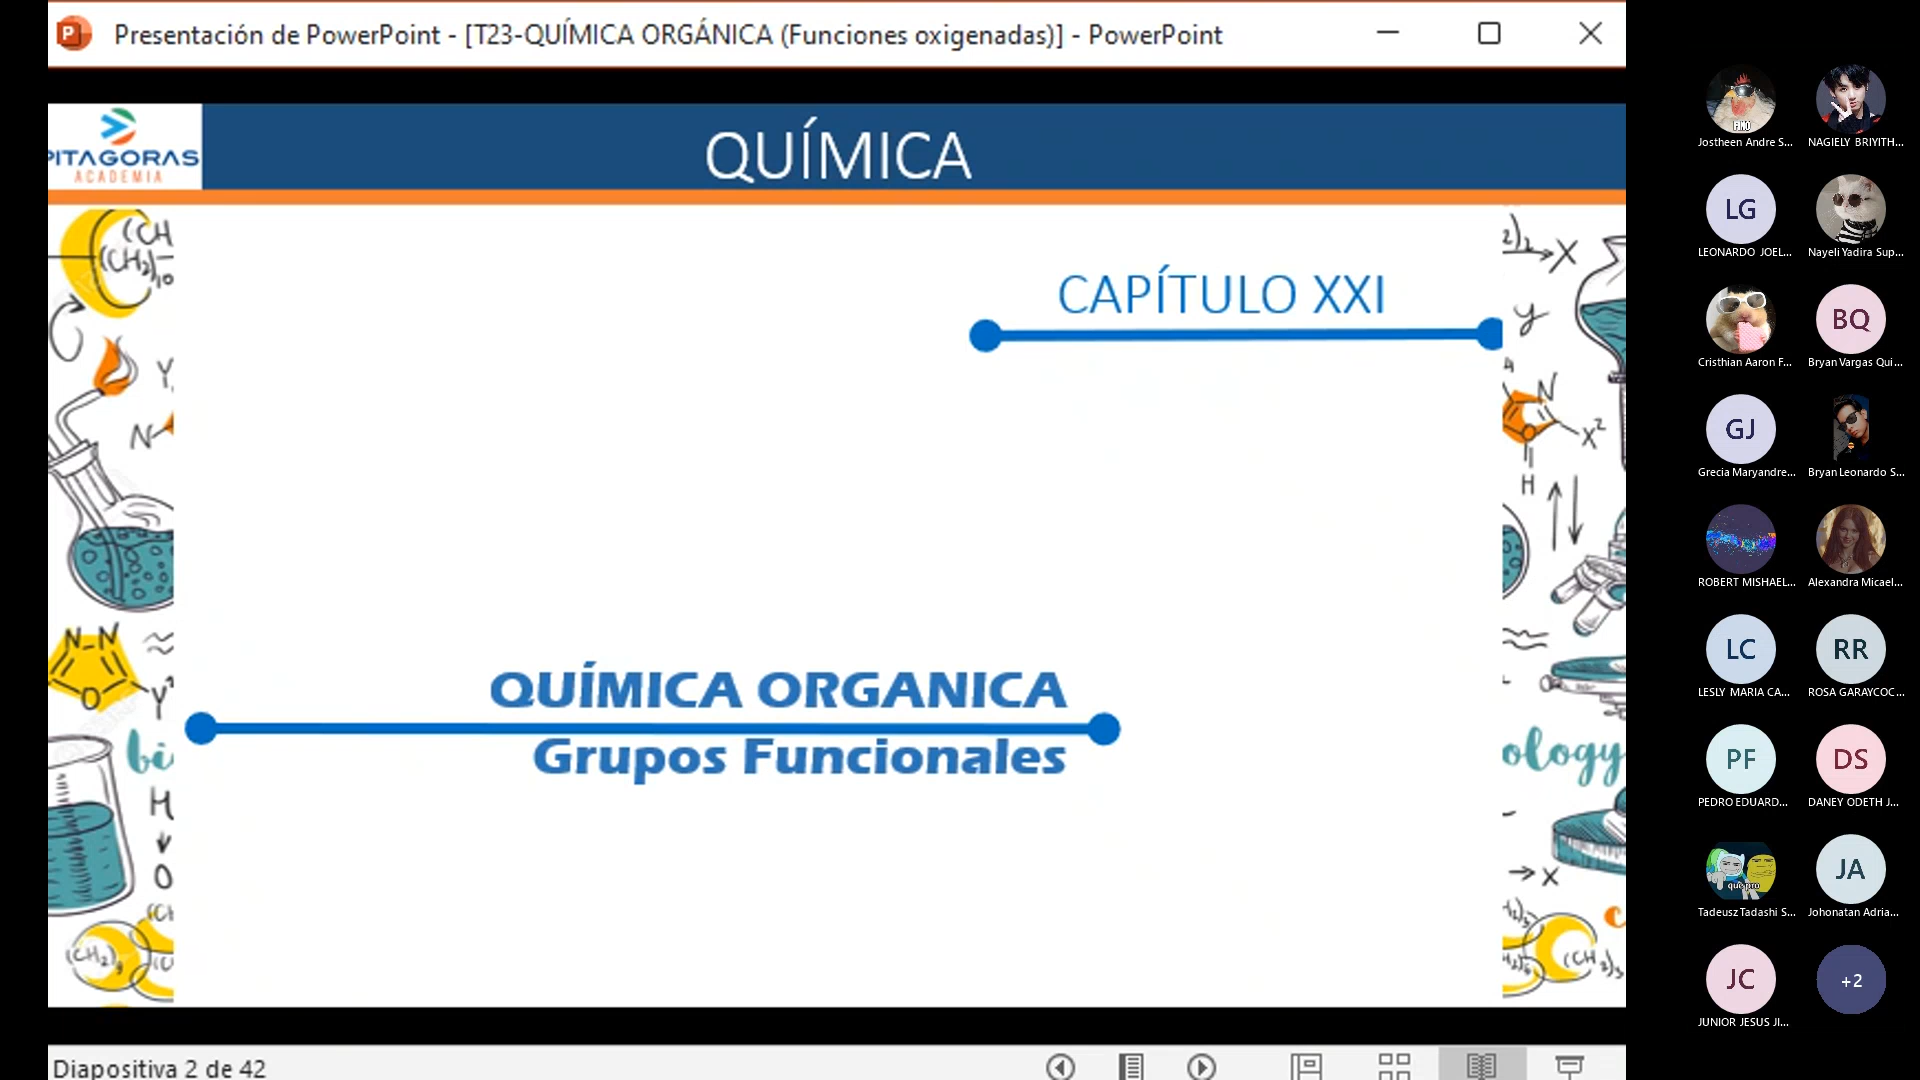 Presentación de PowerPoint - [T23-QUÍMICA ORGÁNICA (Funciones oxigenadas)] - PowerPoint
PITAGORAS
ACADEMIA
QUÍMICA
CAPÍTULO XXI
QUÍMICA ORGANICA
Grupos Funcionales
Diapositiva 2 de 42
Jostheen Andre S...
NAGIELY BRIYITH...
LG
LEONARDO JOEL...
Nayeli Yadira Sup...
Cristhian Aaron F...
BQ
Bryan Vargas Qui...
GJ
Grecia Maryandre...
Bryan Leonardo S...
ROBERT MISHAEL...
Alexandra Micael...
LC
LESLY MARIA CA...
RR
ROSA GARAYCOC...
PF
PEDRO EDUARD...
DS
DANEY ODETH J...
Tadeusz Tadashi S...
JA
Johonatan Adria...
JC
JUNIOR JESUS JI...
+2